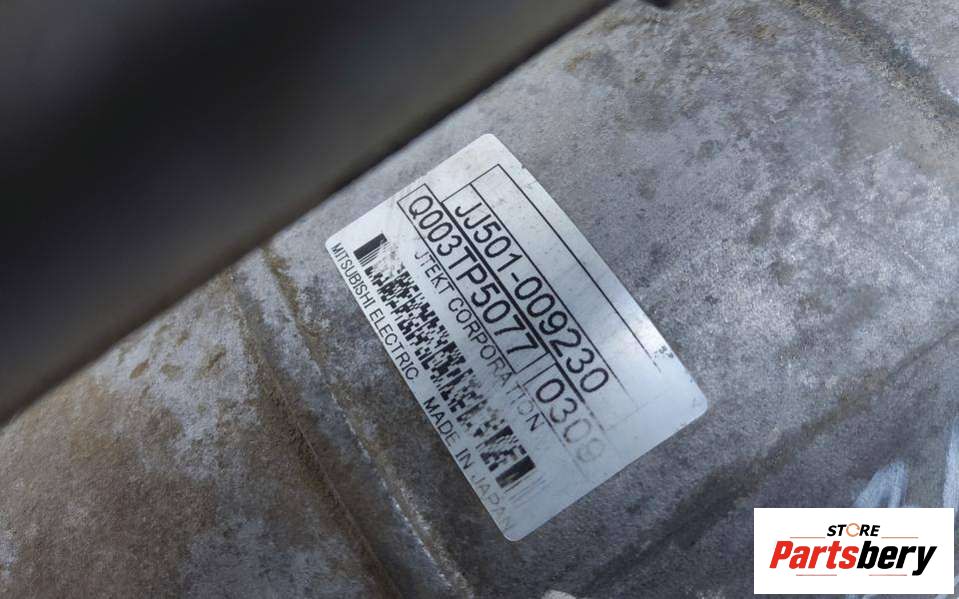 JJ501-009230
Q003TP5077 0309
JTEKT CORPORATION
MITSUBISHI ELECTRIC MADE IN JAPAN
STORE
Partsbery